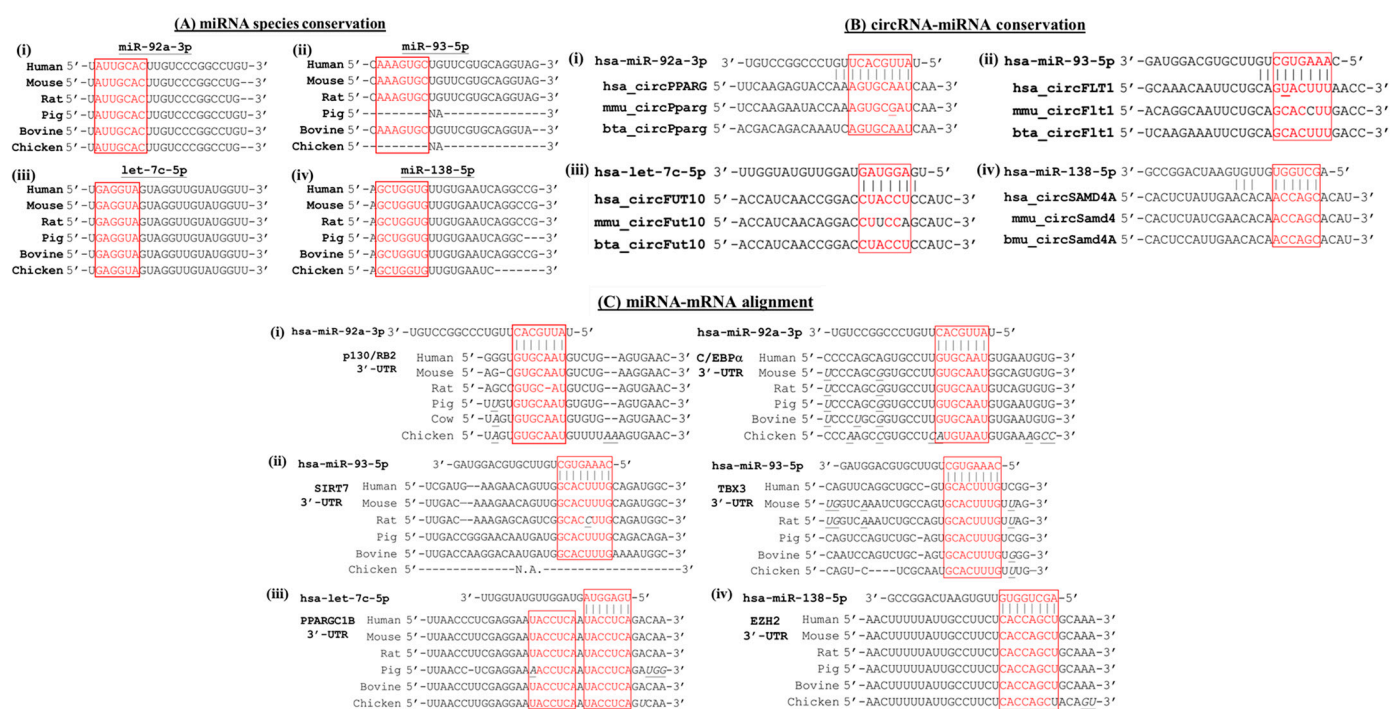 (A) miRNA species conservation
(i) miR-92a-3p
Human 5’-UATTGCACUUGUCCCGGCCUGU-3’
Mouse 5’-UAUUGCACUUGUCCCGGCCUG--3’
Rat 5’-UAUUGCACUUGUCCCGGCCUG--3’
Pig 5’-UAUUGCACUUGUCCCGGCCUGU-3’
Bovine 5’-UAUUGCACUUGUCCCGGCCUGU-3’
Chicken 5’-UAUUGCACUUGUCCCGGCCUG--3’
(ii) miR-93-5p
Human 5’-CAAAGUGCUGUUCGUGCAGGUAG-3’
Mouse 5’-CAAAGUGCUGUUCGUGCAGGUAG-3’
Rat 5’-CAAAGUGCUGUUCGUGCAGGUAG-3’
Pig 5’---------NA-------------3’
Bovine 5’-CAAAGUGCUGUUCGUGCAGGUA--3’
Chicken 5’---------NA-------------3’
(iii) let-7c-5p
Human 5’-UGAGGUAGUAGGUUGUAUGGUU-3’
Mouse 5’-UGAGGUAGUAGGUUGUAUGGUU-3’
Rat 5’-UGAGGUAGUAGGUUGUAUGGUU-3’
Pig 5’-UGAGGUAGUAGGUUGUAUGGUU-3’
Bovine 5’-UGAGGUAGUAGGUUGUAUGGUU-3’
Chicken 5’-UGAGGUAGUAGGUUGUAUGGUU-3’
(iv) miR-138-5p
Human 5’-AGCUGGUGUUGUGAAUCAGGCCG-3’
Mouse 5’-AGCUGGUGUUGUGAAUCAGGCCG-3’
Rat 5’-AGCUGGUGUUGUGAAUCAGGCCG-3’
Pig 5’-AGCUGGUGUUGUGAAUCAGGC----3’
Bovine 5’-AGCUGGUGUUGUGAAUCAGGCCG-3’
Chicken 5’-AGCUGGUGUUGUGAAUC-------3’
(B) circRNA-miRNA conservation
(i)
hsa-miR-92a-3p 3’-UGUCCGGCCCUGUUCACGUUAU-5’
hsa_circPPARG 5’-UUCAAGAGUACCAAAGUGCAAUCAA-3’
mmu_circPparg 5’-UCCAAGAAUACCAAAGUGCGAUCAA-3’
bta_circPparg 5’-ACGACAGACAAAUCAGUGCAAUCAA-3’
(ii) hsa-miR-93-5p 3’-GAUGGACGUGCUUGUCGUGAAAC-5’
hsa_circFLT1 5’-GCAAACAAUUCUGCAGUACUUUAACC-3’
mmu_circFlt1 5’-ACAGGCAAUUCUGCAGCACCUUGACC-3’
bta_circFlt1 5’-UCAAGAAAUUCUGCAGCACUUUGACC-3’
(iii)
hsa-let-7c-5p 3’-UUGGUAUGUUGGAUGAUGGAGU-5’
hsa_circFUT10 5’-ACCAUCAACCGGACCUACCUCCAUC-3’
mmu_circFut10 5’-ACCAUCAACAGGACCUUCCAGCAUC-3’
bta_circFut10 5’-ACCAUCAACCGGACCUACCUCCAUC-3’
(iv)
hsa-miR-138-5p 3’-GCCGGACUAAGUGUUGUGGUCGA-5’
hsa_circSAMD4A 5’-CACUCUAUUGAACACAACCAGCACAU-3’
mmu_circSamd4 5’-CACUCUAUCGAACACAACCAGCACAU-3’
bmu_circSamd4A 5’-CACUCCAUUGAACACAACCAGCACAU-3’
(C) miRNA-mRNA alignment
(i) hsa-miR-92a-3p 3’-UGUCCGGCCCUGUUCACGUUAU-5’
p130/RB2
3’-UTR
Human 5’-GGGUGUGCAAUGUCUG--AGUGAAC-3’
Mouse 5’-AG-CGUGCAAUGUCUG--AAGGAAC-3’
Rat 5’-AGCCGUGC-AUGUCUG--AGUGAAC-3’
Pig 5’-UUGUGUGCAAUGUGUG--AGUGAAC-3’
Cow 5’-UAGUGUGCAAUGUGUG--AGUGAAC-3’
Chicken 5’-UAGUGUGCAAUGUUUUAAAGUGAAC-3’
hsa-miR-92a-3p 3’-UGUCCGGCCCUGUUCACGUUAU-5’
C/EBPα
3’-UTR
Human 5’-CCCCAGCAGUGCCUUGUGCAAUGUGAAUGUG-3’
Mouse 5’-UCCCAGCGGUGCCUUGUGCAAUGGCAGUGUG-3’
Rat 5’-UCCCAGCGGUGCCUUGUGCAAUGUCAGUGUG-3’
Pig 5’-UCCCAGCGGUGCCUUGUGCAAUGUGAAUGUG-3’
Bovine 5’-UCCCUGCGGUGCCUUGUGCAAUGUGAAUGUG-3’
Chicken 5’-CCCAAGCCGUGCCUCAUGUAAUGUGAAAGCC-3’
(ii) hsa-miR-93-5p 3’-GAUGGACGUGCUUGUCGUGAAAC-5’
SIRT7
3’-UTR
Human 5’-UCGAUG--AAGAACAGUUGGCACUUUGCAGAUGGC-3’
Mouse 5’-UUGAC--AAAGAACAGUUGGCACUUUGCAGAUGGC-3’
Rat 5’-UUGAC--AAAGAGCAGUCGGCACCUUGCAGAUGGC-3’
Pig 5’-UUGACCGGGAACAAUGAUGGCACUUUGCAGACAGA-3’
Bovine 5’-UUGACCAAGGACAAUGAUGGCACUUUGAAAAUGGC-3’
Chicken 5’---------------N.A.-------------------3’
hsa-miR-93-5p 3’-GAUGGACGUGCUUGUCGUGAAAC-5’
TBX3
3’-UTR
Human 5’-CAGUUCAGGCUGCC-GUGCACUUUGUCGG-3’
Mouse 5’-UGGUCAAAUCUGCCAGUGCACUUUGUUAG-3’
Rat 5’-UGGUCAAAUCUGCCAGUGCACUUUGUUAG-3’
Pig 5’-CAGUCCAGUCUGC-AGUGCACUUUGUCGG-3’
Bovine 5’-CAAUCCAGUCUGC-AGUGCACUUUGUGGG-3’
Chicken 5’-CAGU-C----UCGCAAUGCACUUUGUUUG-3’
(iii)
hsa-let-7c-5p 3’-UUGGUAUGUUGGAUGAUGGAGU-5’
PPARGC1B
3’-UTR
Human 5’-UUAACCCUCGAGGAAUACCUCAAUACCUCAGACAA-3’
Mouse 5’-UUAACCUUCGAGGAAUACCUCAAUACCUCAGACAA-3’
Rat 5’-UUAACCUUCGAGGAAUACCUCAAUACCUCAGACAA-3’
Pig 5’-UUAACC-UCGAGGAAAACCUCAAUACCUCAGAUGG-3’
Bovine 5’-UUAACCUUCGAGGAAUACCUCAAUACCUCAGACAA-3’
Chicken 5’-UUAACCUUGGAGGAAUACCUCAAUACCUCAGUCAA-3’
(iv) hsa-miR-138-5p 3’-GCCGGACUAAGUGUUGUGGUCGA-5’
EZH2
3’-UTR
Human 5’-AACUUUUUAUUGCCUUCUCACCAGCUGCAAA-3’
Mouse 5’-AACUUUUUAUUGCCUUCUCACCAGCUGCAAA-3’
Rat 5’-AACUUUUUAUUGCCUUCUCACCAGCUGCAAA-3’
Pig 5’-AACUUUUUAUUGCCUUCUCACCAGCUGCAAA-3’
Bovine 5’-AACUUUUUAUUGCCUUCUCACCAGCUGCAAA-3’
Chicken 5’-AACUUUUUAUUGCCUUCUCACCAGCUACAGU-3’